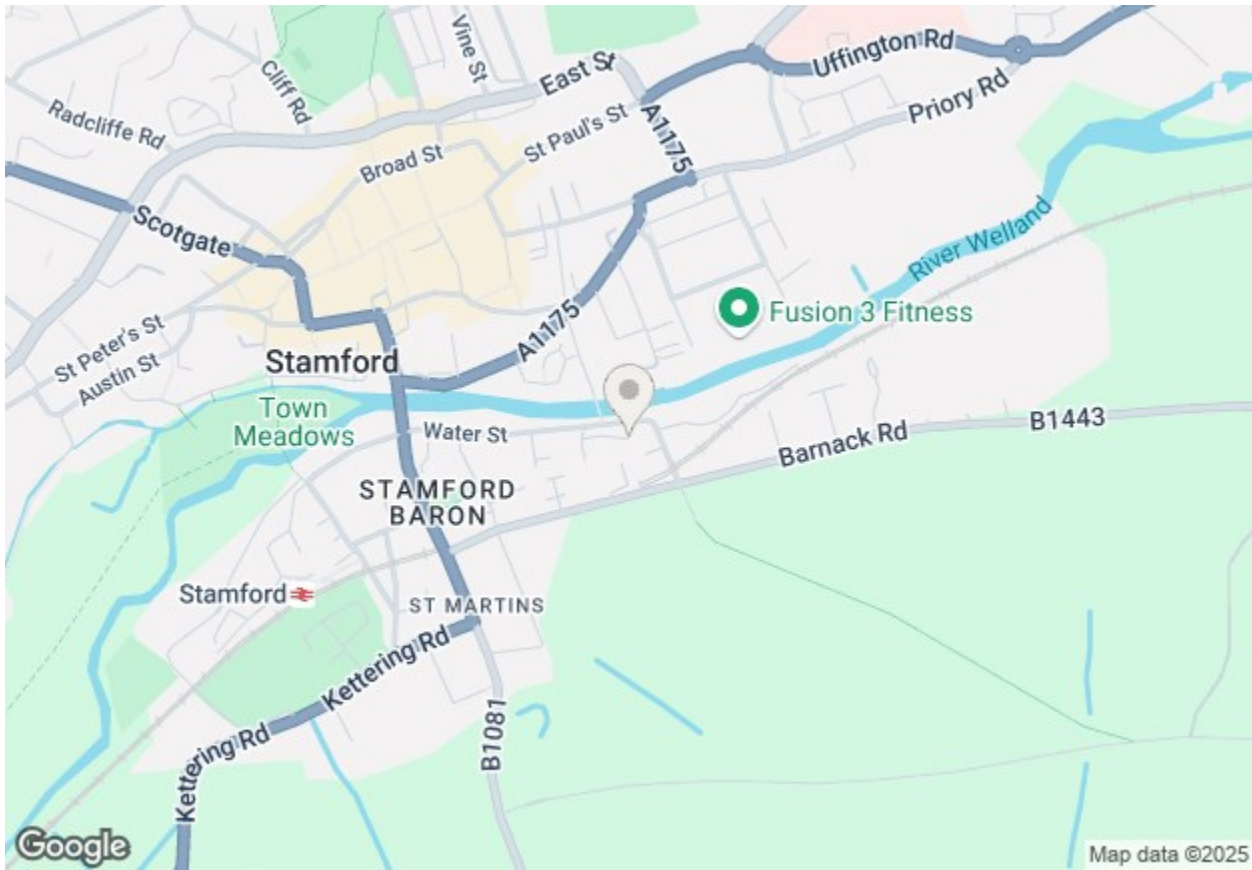 Vine St
East St
Uffington Rd
Cliff Rd
Radcliffe Rd
Priory Rd
St Paul's St
A1175
Broad St
Scotgate
River Welland
Fusion 3 Fitness
St Peter's St
A1175
Austin St
Stamford
Town
Meadows
Water St
Barnack Rd
B1443
STAMFORD
BARON
Stamford
ST MARTINS
Kettering Rd
B1081
Kettering Rd
Google
Map data ©2025